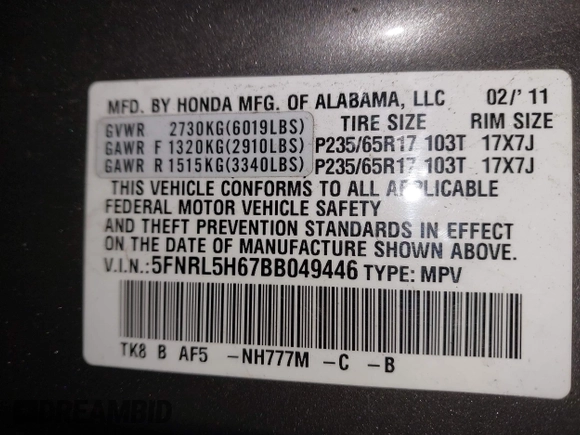 MFD. BY HONDA MFG. OF ALABAMA, LLC 02/' 11
TIRE SIZE RIM SIZE
GVWR 2730KG(6019LBS)
GAWR F 1320KG(2910LBS) P235/65R17 103T 17X7J
GAWR R 1515KG(3340LBS) P235/65R17 103T 17X7J
THIS VEHICLE CONFORMS TO ALL APPLICABLE
FEDERAL MOTOR VEHICLE SAFETY
AND THEFT PREVENTION STANDARDS IN EFFECT
ON THE DATE OF MANUFACTURE SHOWN ABOVE.
V.I.N.: 5FNRL5H67BB049446 TYPE: MPV
TK8 B AF5 -NH777M -C -B
DREAMBID